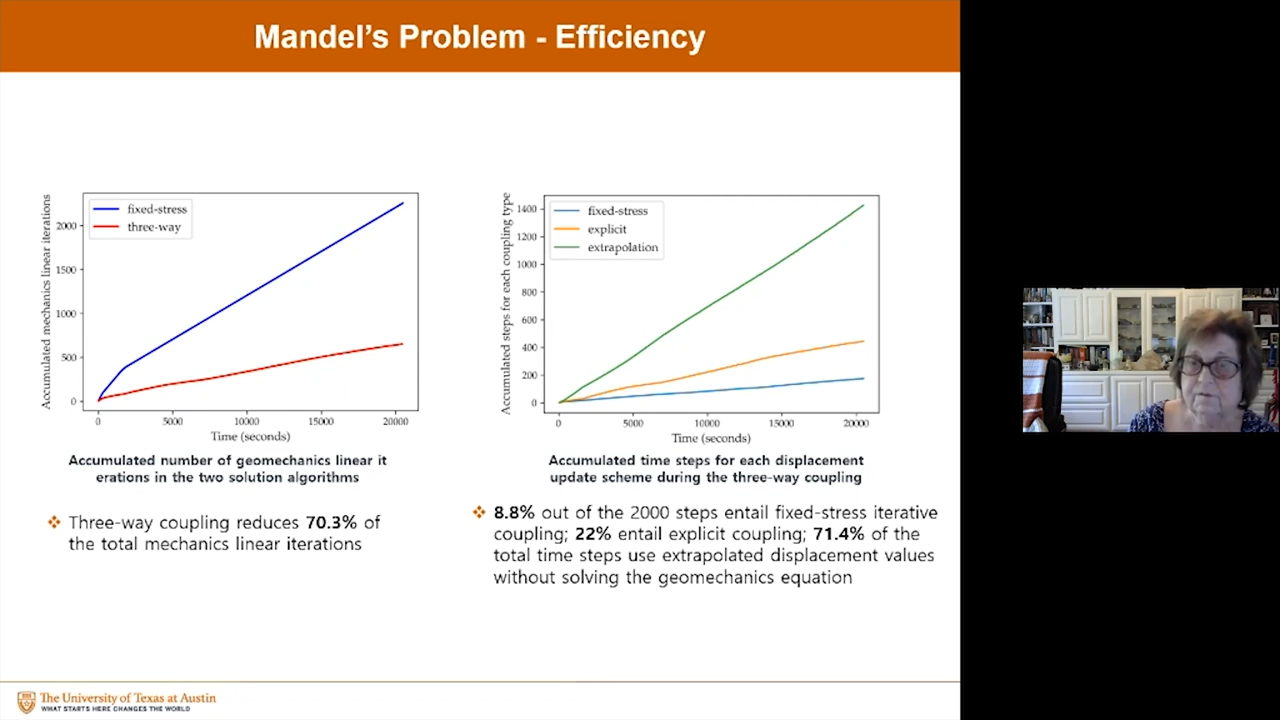 Mandel's Problem - Efficiency
Accumulated mechanics linear iterations
2000
1500
1000
500
0
fixed-stress
three-way
0 5000 10000 15000 20000
Time (seconds)
Accumulated number of geomechanics linear it
erations in the two solution algorithms
❖ Three-way coupling reduces 70.3% of
the total mechanics linear iterations
Accumulated steps for each coupling type
1400
1200
1000
800
600
400
200
0
fixed-stress
explicit
extrapolation
0 5000 10000 15000 20000
Time (seconds)
Accumulated time steps for each displacement
update scheme during the three-way coupling
❖ 8.8% out of the 2000 steps entail fixed-stress iterative
coupling; 22% entail explicit coupling; 71.4% of the
total time steps use extrapolated displacement values
without solving the geomechanics equation
The University of Texas at Austin
WHAT STARTS HERE CHANGES THE WORLD